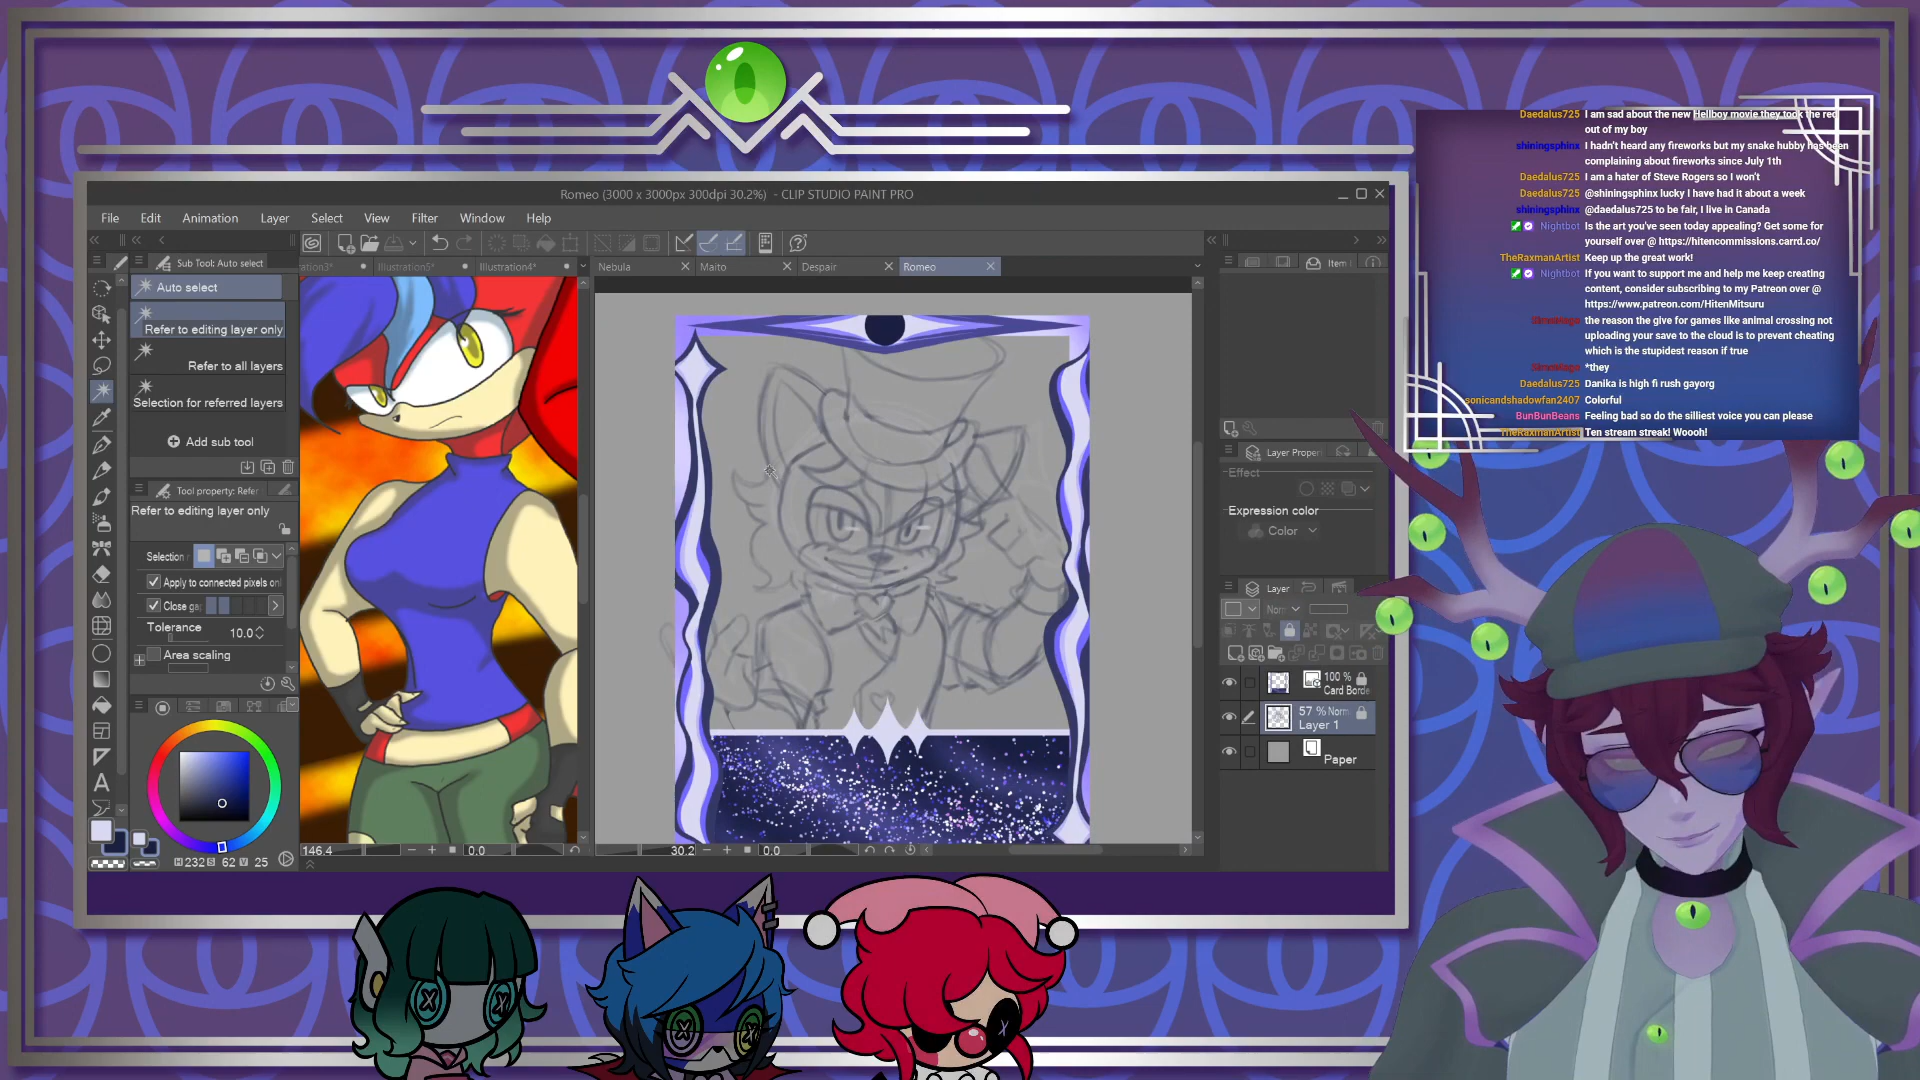 Romeo (3000 x 3000px 300dpi 30.2%) - CLIP STUDIO PAINT PRO
File Edit Animation Layer Select View Filter Window Help
Sub Tool: Auto select
Illustration5* Illustration4* Nebula Maito Despair Romeo
Auto select
Refer to editing layer only
Refer to all layers
Selection for referred layers
Add sub tool
Tool property: Refer
Refer to editing layer only
Selection
Apply to connected pixels onl
Close gap
Tolerance 10.0
Area scaling
H 232 S 62 V 25
146.4 0.0
30.2 0.0
Item
Layer Proper
Effect
Expression color
Color
Layer
Norm
100 %
Card Borde
57 % Norm
Layer 1
Paper
Daedalus725 I am sad about the new Hellboy movie they took the red
out of my boy
shiningsphinx I hadn't heard any fireworks but my snake hubby has been
complaining about fireworks since July 1th
Daedalus725 I am a hater of Steve Rogers so I won't
Daedalus725 @shiningsphinx lucky I have had it about a week
shiningsphinx @daedalus725 to be fair, I live in Canada
Nightbot Is the art you've seen today appealing? Get some for
yourself over @ https://hitencommissions.carrd.co/
TheRaxmanArtist Keep up the great work!
Nightbot If you want to support me and help me keep creating
content, consider subscribing to my Patreon over @
https://www.patreon.com/HitenMitsuru
the reason the give for games like animal crossing not
uploading your save to the cloud is to prevent cheating
which is the stupidest reason if true
*they
Daedalus725 Danika is high fi rush gayorg
sonicandshadowfan2407 Colorful
BunBunBeans Feeling bad so do the silliest voice you can please
TheRaxmanArtist Ten stream streak! Woooh!